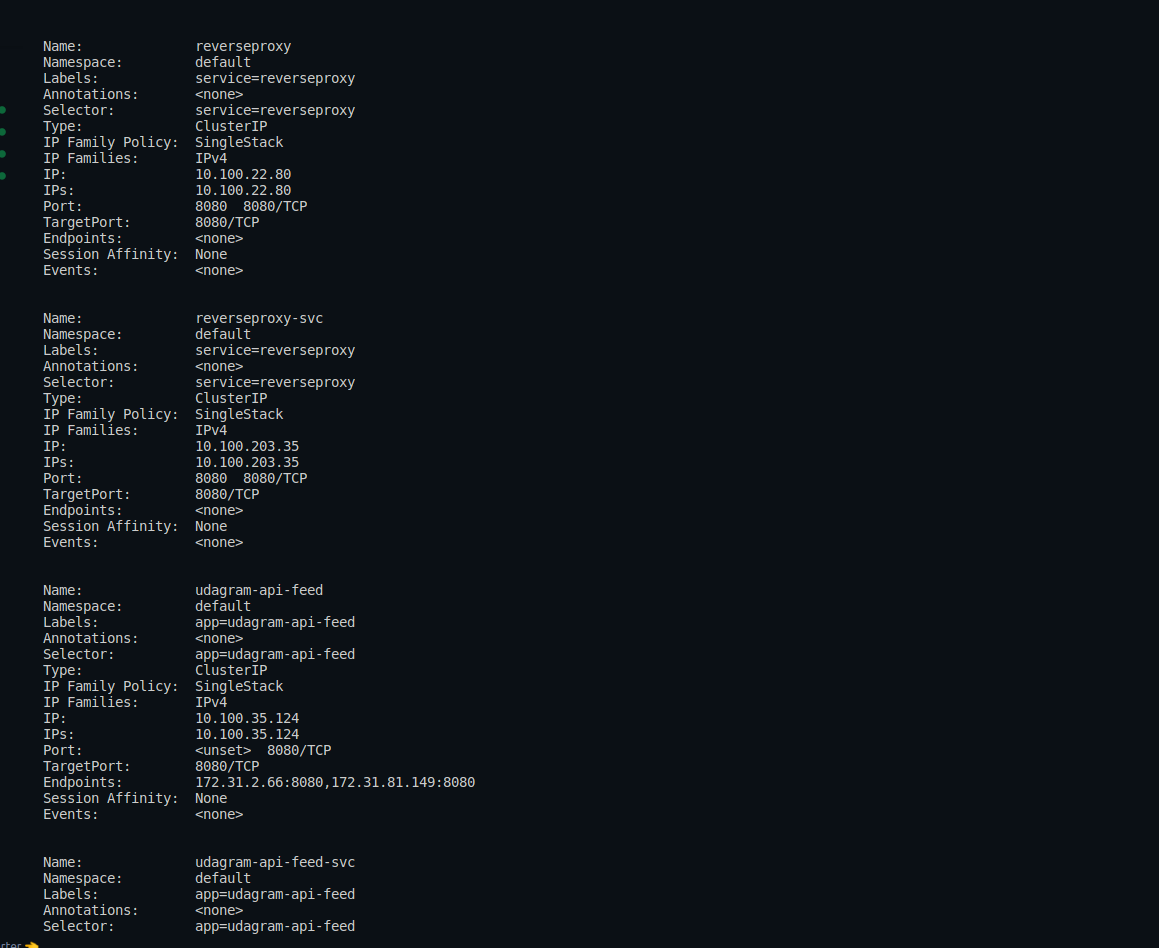 Name:              reverseproxy
Namespace:         default
Labels:            service=reverseproxy
Annotations:       <none>
Selector:          service=reverseproxy
Type:              ClusterIP
IP Family Policy:  SingleStack
IP Families:       IPv4
IP:                10.100.22.80
IPs:               10.100.22.80
Port:              8080  8080/TCP
TargetPort:        8080/TCP
Endpoints:         <none>
Session Affinity:  None
Events:            <none>
Name:              reverseproxy-svc
Namespace:         default
Labels:            service=reverseproxy
Annotations:       <none>
Selector:          service=reverseproxy
Type:              ClusterIP
IP Family Policy:  SingleStack
IP Families:       IPv4
IP:                10.100.203.35
IPs:               10.100.203.35
Port:              8080  8080/TCP
TargetPort:        8080/TCP
Endpoints:         <none>
Session Affinity:  None
Events:            <none>
Name:              udagram-api-feed
Namespace:         default
Labels:            app=udagram-api-feed
Annotations:       <none>
Selector:          app=udagram-api-feed
Type:              ClusterIP
IP Family Policy:  SingleStack
IP Families:       IPv4
IP:                10.100.35.124
IPs:               10.100.35.124
Port:              <unset>  8080/TCP
TargetPort:        8080/TCP
Endpoints:         172.31.2.66:8080,172.31.81.149:8080
Session Affinity:  None
Events:            <none>
Name:              udagram-api-feed-svc
Namespace:         default
Labels:            app=udagram-api-feed
Annotations:       <none>
Selector:          app=udagram-api-feed